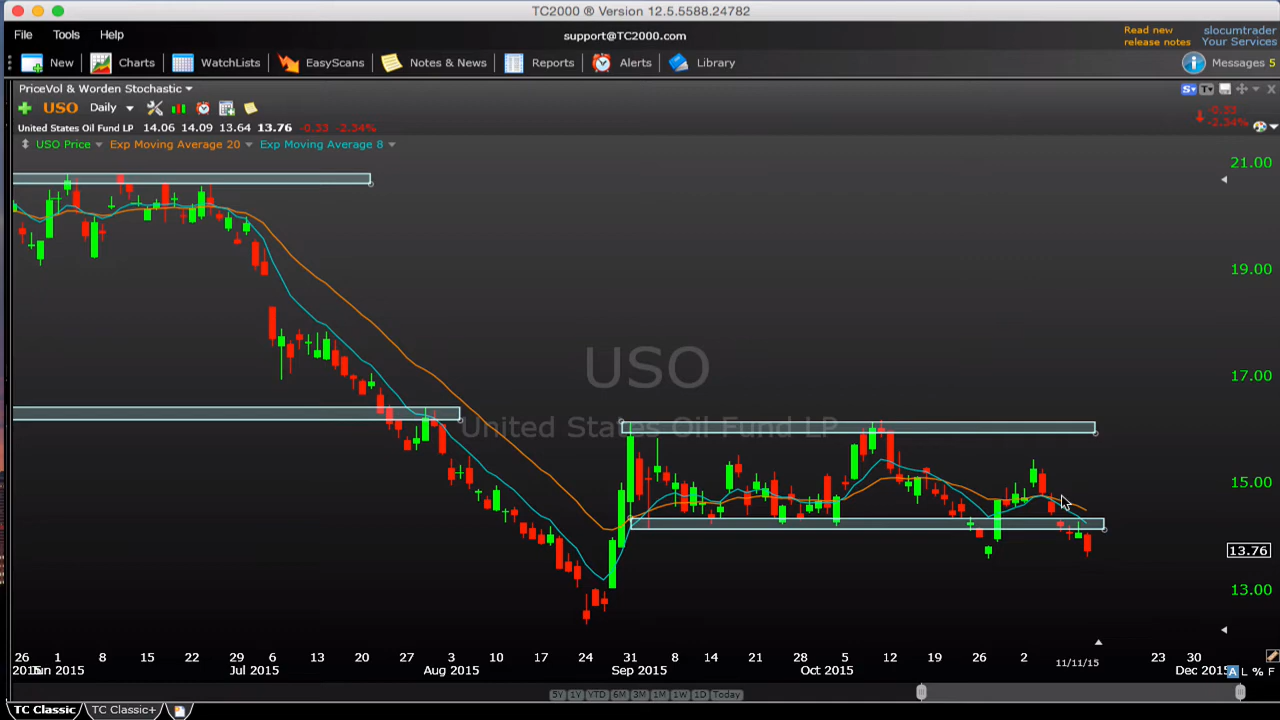 TC2000 ® Version 12.5.5588.24782
File Tools Help
support@TC2000.com
Read new release notes
slocumtrader
Your Services
New Charts WatchLists EasyScans Notes & News Reports Alerts Library
Messages 5
PriceVol & Worden Stochastic
USO Daily
-0.33
-2.34%
United States Oil Fund LP 14.06 14.09 13.64 13.76 -0.33 -2.34%
USO Price Exp Moving Average 20 Exp Moving Average 8
21.00
19.00
17.00
USO
United States Oil Fund LP
15.00
13.76
13.00
26 1 8 15 22 29 6 13 20 27 3 10 17 24 31 8 14 21 28 5 12 19 26 2 11/11/15 23 30
2015 Jun 2015 Jul 2015 Aug 2015 Sep 2015 Oct 2015 Dec 2015
A L % F
5Y 1Y YTD 6M 3M 1M 1W 1D Today
TC Classic TC Classic+